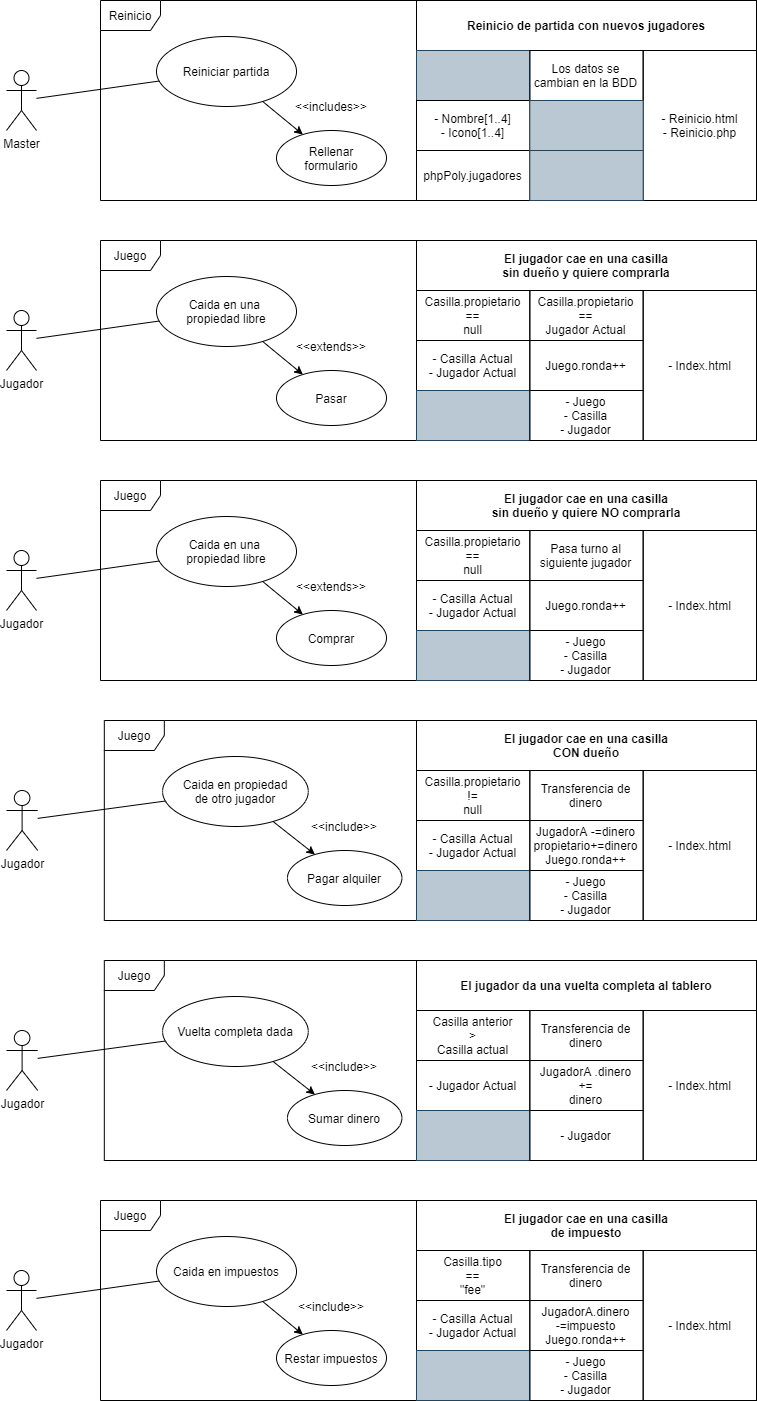 Reinicio
Reinicio de partida con nuevos jugadores
Reiniciar partida
<<includes>>
Rellenar
formulario
Master
Los datos se
cambian en la BDD
- Nombre[1..4]
- Icono[1..4]
phpPoly.jugadores
- Reinicio.html
- Reinicio.php
Juego
El jugador cae en una casilla
sin dueño y quiere comprarla
Caida en una
propiedad libre
<<extends>>
Pasar
Jugador
Casilla.propietario
==
null
Casilla.propietario
==
Jugador Actual
- Casilla Actual
- Jugador Actual
Juego.ronda++
- Juego
- Casilla
- Jugador
- Index.html
Juego
El jugador cae en una casilla
sin dueño y quiere NO comprarla
Caida en una
propiedad libre
<<extends>>
Comprar
Jugador
Casilla.propietario
==
null
Pasa turno al
siguiente jugador
- Casilla Actual
- Jugador Actual
Juego.ronda++
- Juego
- Casilla
- Jugador
- Index.html
Juego
El jugador cae en una casilla
CON dueño
Caida en propiedad
de otro jugador
<<include>>
Pagar alquiler
Jugador
Casilla.propietario
!=
null
Transferencia de
dinero
- Casilla Actual
- Jugador Actual
JugadorA -=dinero
propietario+=dinero
Juego.ronda++
- Juego
- Casilla
- Jugador
- Index.html
Juego
El jugador da una vuelta completa al tablero
Vuelta completa dada
<<include>>
Sumar dinero
Jugador
Casilla anterior
>
Casilla actual
Transferencia de
dinero
- Jugador Actual
JugadorA .dinero
+=
dinero
- Jugador
- Index.html
Juego
El jugador cae en una casilla
de impuesto
Caida en impuestos
<<include>>
Restar impuestos
Jugador
Casilla.tipo
==
"fee"
Transferencia de
dinero
- Casilla Actual
- Jugador Actual
JugadorA.dinero
-=impuesto
Juego.ronda++
- Juego
- Casilla
- Jugador
- Index.html